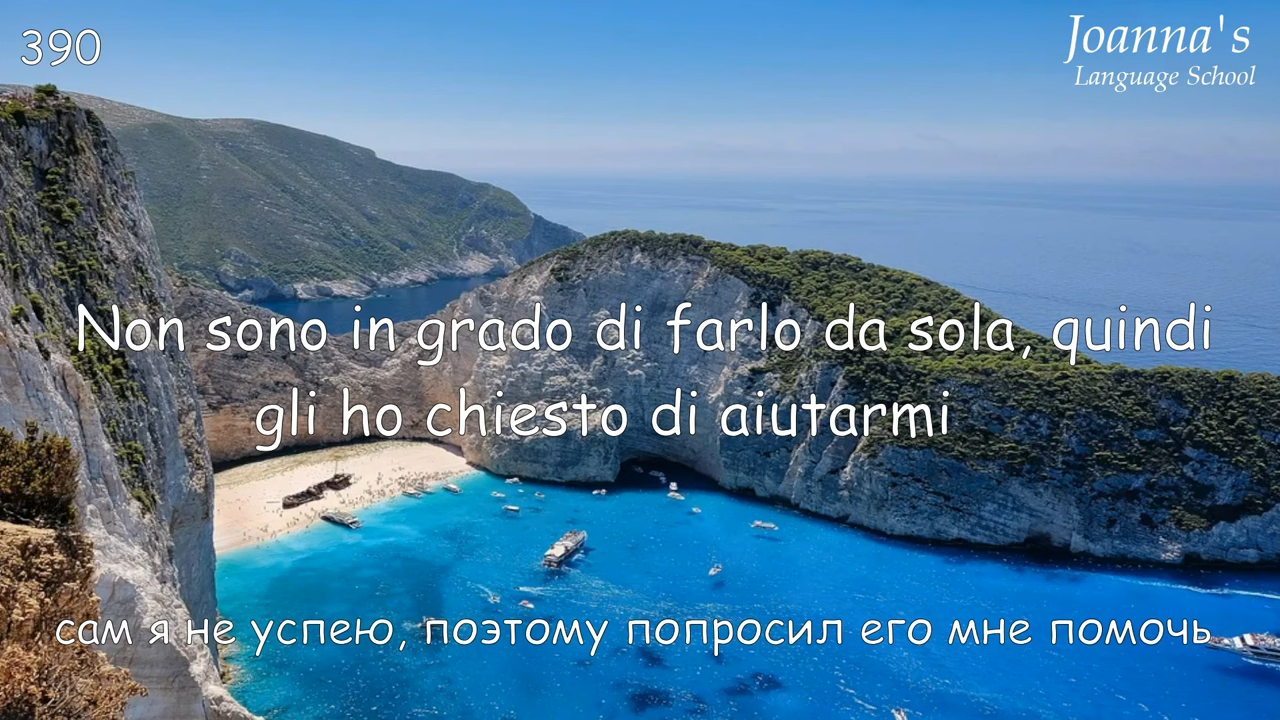 390
Joanna's
Language School
Non sono in grado di farlo da sola, quindi
gli ho chiesto di aiutarmi
сам я не успею, поэтому попросил его мне помочь